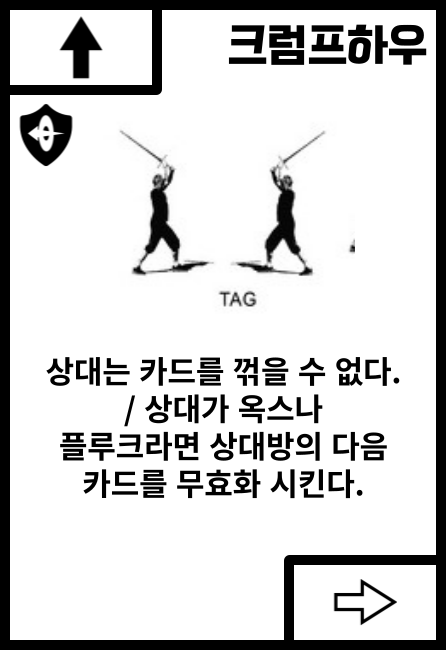 크럼프하우
TAG
상대는 카드를 꺾을 수 없다.
/ 상대가 옥스나
플루크라면 상대방의 다음
카드를 무효화 시킨다.